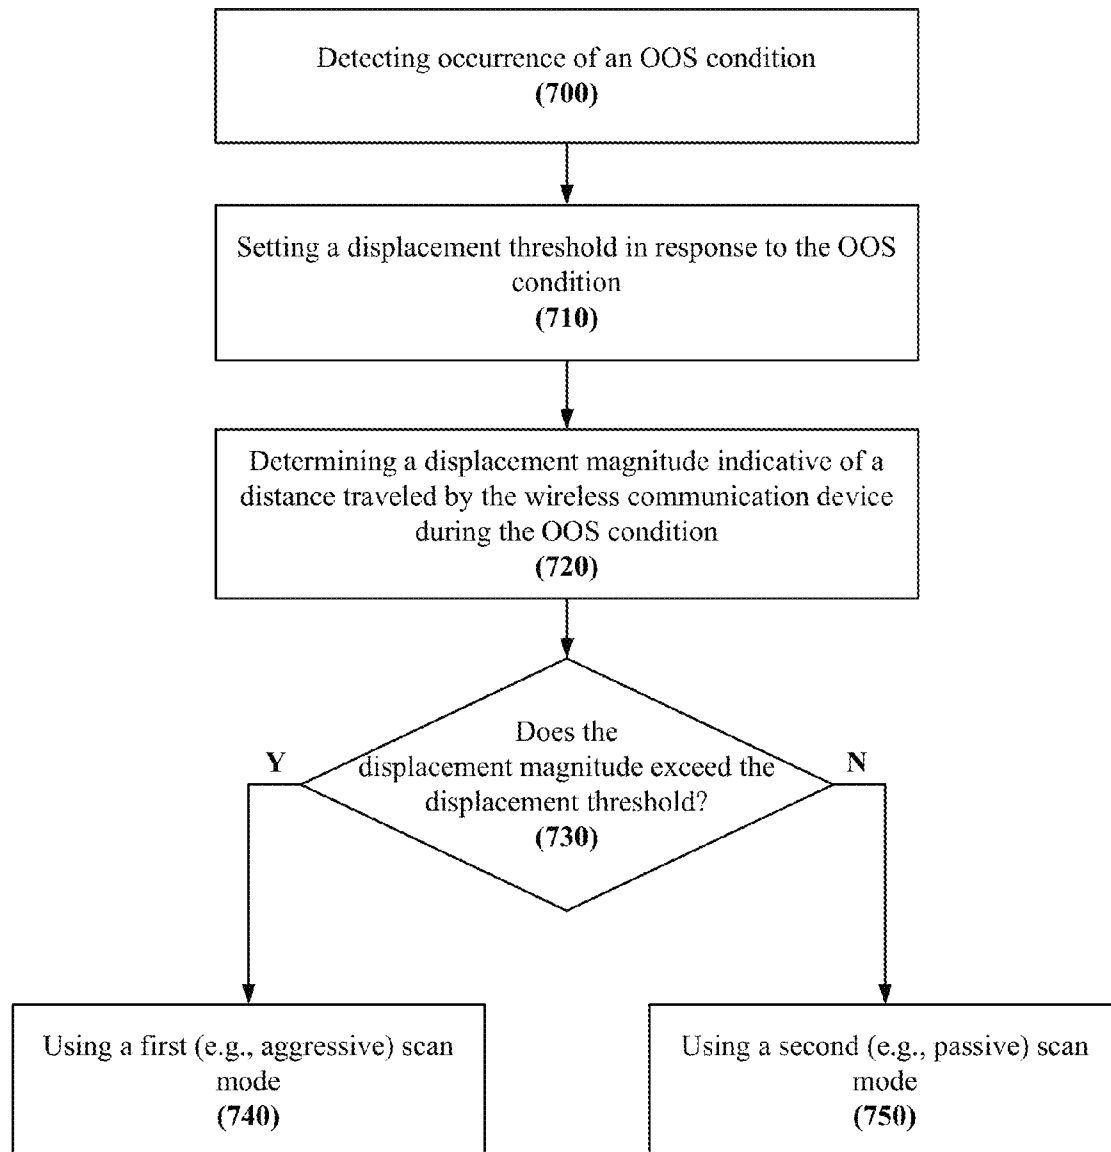 Detecting occurrence of an OOS condition
(700)
Setting a displacement threshold in response to the OOS
condition
(710)
Determining a displacement magnitude indicative of a
distance traveled by the wireless communication device
during the OOS condition
(720)
Does the
displacement magnitude exceed the
displacement threshold?
(730)
Y
N
Using a first (e.g., aggressive) scan
mode
(740)
Using a second (e.g., passive) scan
mode
(750)